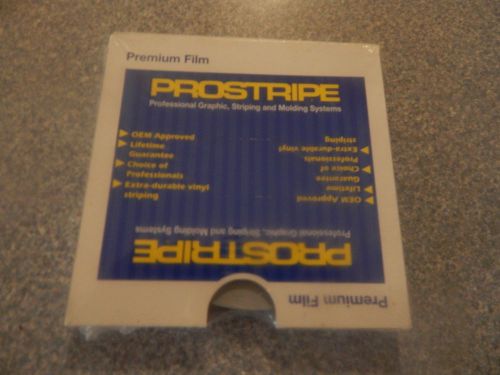 Premium Film
PROSTRIPE
Professional Graphic, Striping and Molding Systems
▶ OEM Approved
▶ Lifetime
Guarantee
▶ Choice of
Professionals
▶ Extra-durable vinyl
striping
Premium Film
PROSTRIPE
Professional Graphic, Striping and Molding Systems
▶ OEM Approved
▶ Lifetime
Guarantee
▶ Choice of
Professionals
▶ Extra-durable vinyl
striping